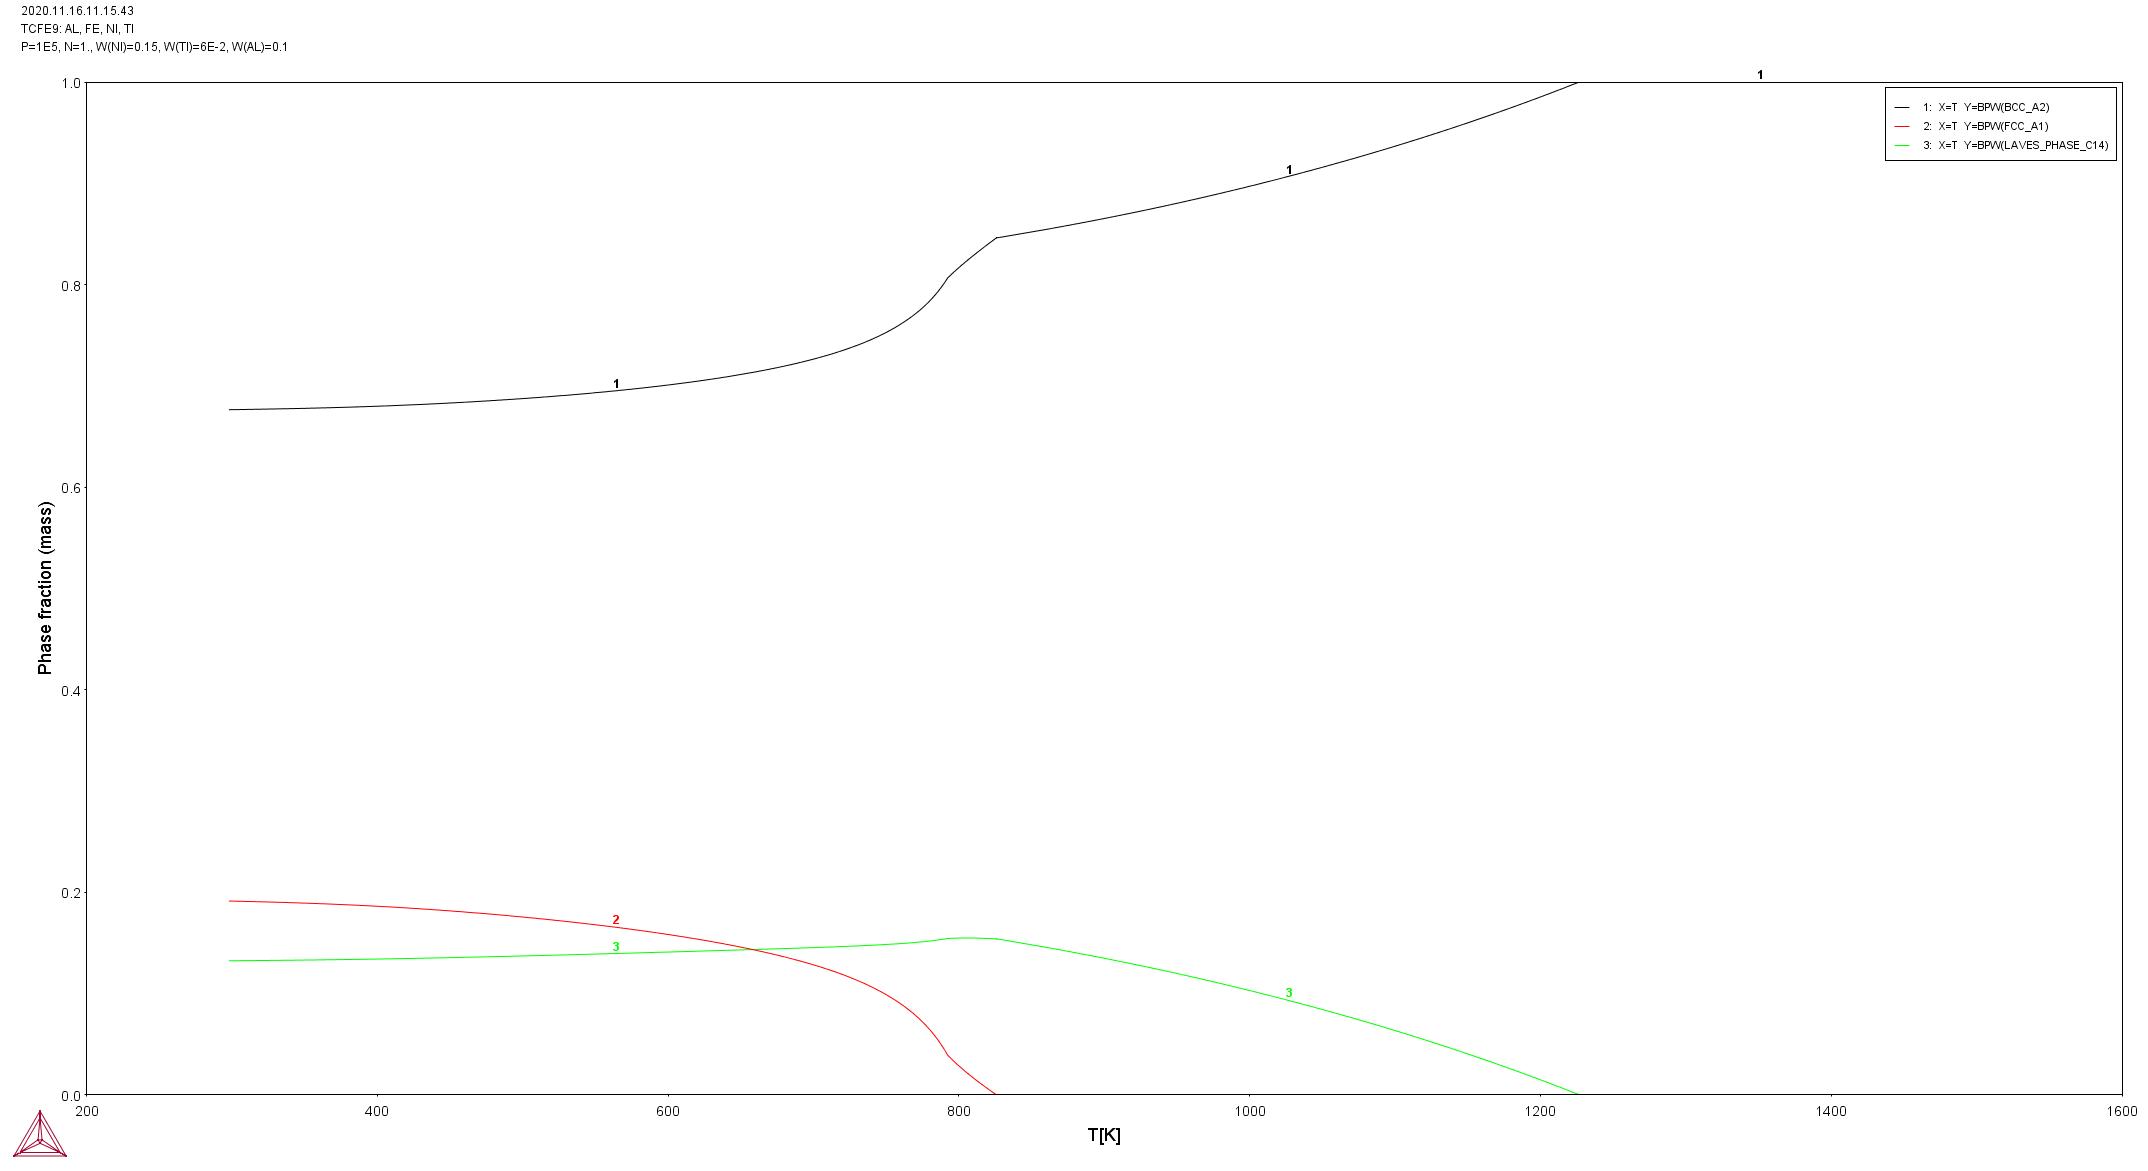 2020.11.16.11.15.43
TCFE9: AL, FE, NI, TI
P=1E5, N=1., W(NI)=0.15, W(TI)=6E-2, W(AL)=0.1
1.0
0.8
0.6
0.4
0.2
0.0
Phase fraction (mass)
1
1
1
2
3
3
1: X=T Y=BPW(BCC_A2)
2: X=T Y=BPW(FCC_A1)
3: X=T Y=BPW(LAVES_PHASE_C14)
200 400 600 800 1000 1200 1400 1600
T[K]